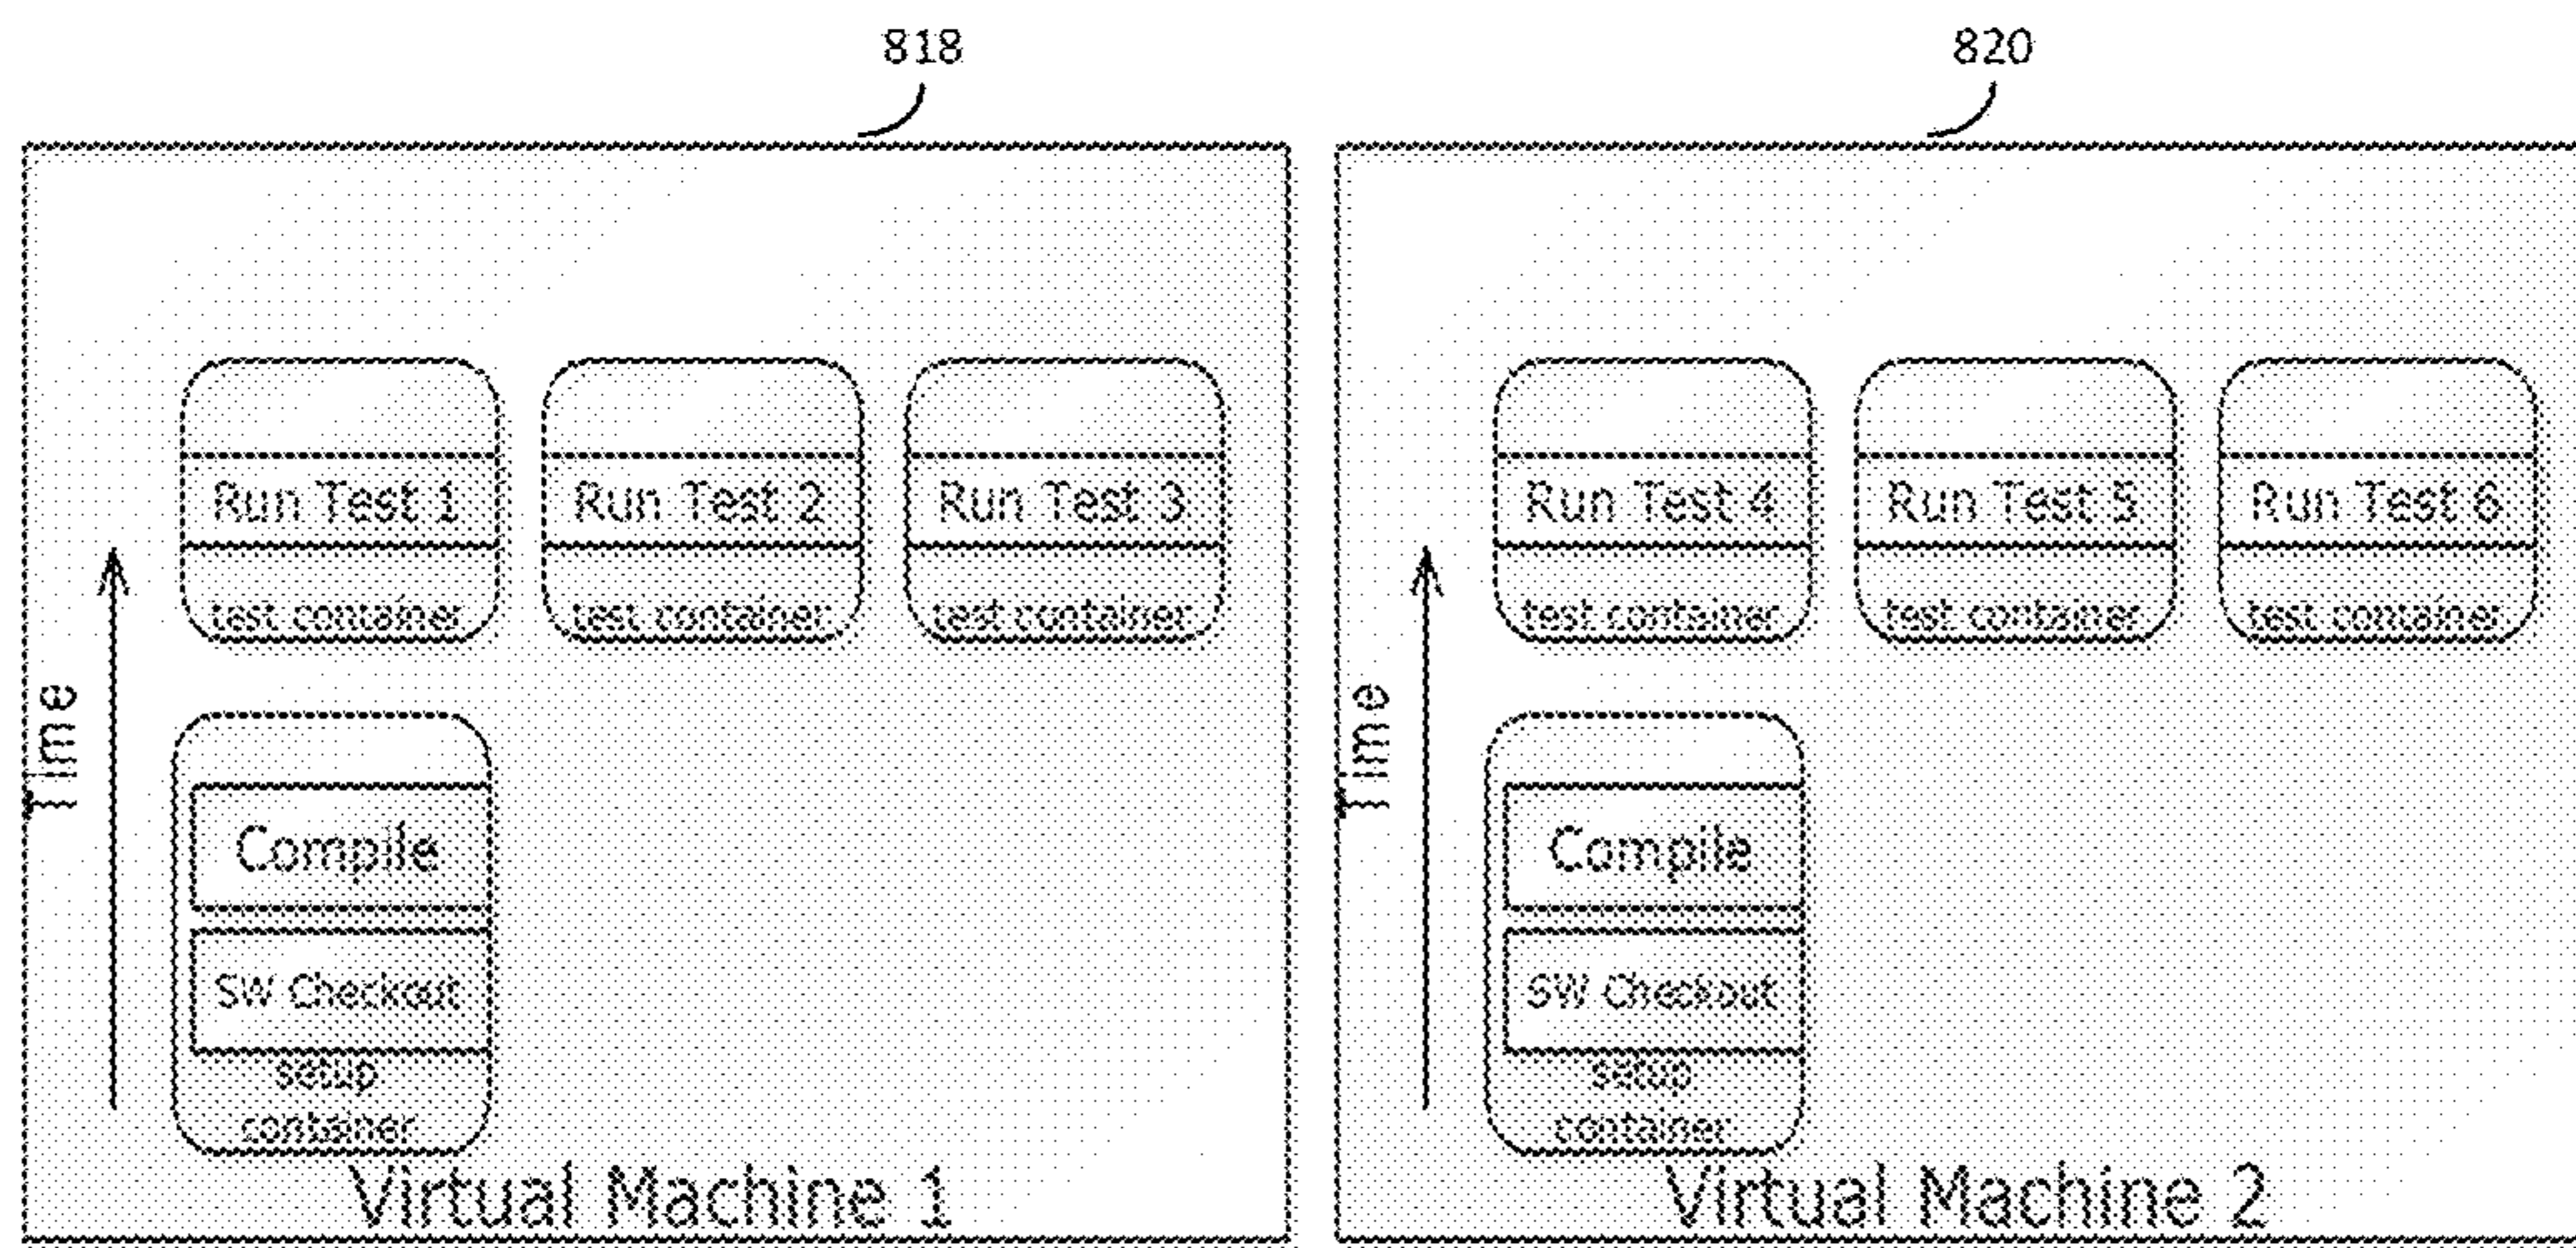 818
820
Run Test 1
Run Test 2
Run Test 3
test container
test container
test container
Time
Compile
SW Checkout
setup
container
Virtual Machine 1
Run Test 4
Run Test 5
Run Test 6
test container
test container
test container
Time
Compile
SW Checkout
setup
container
Virtual Machine 2